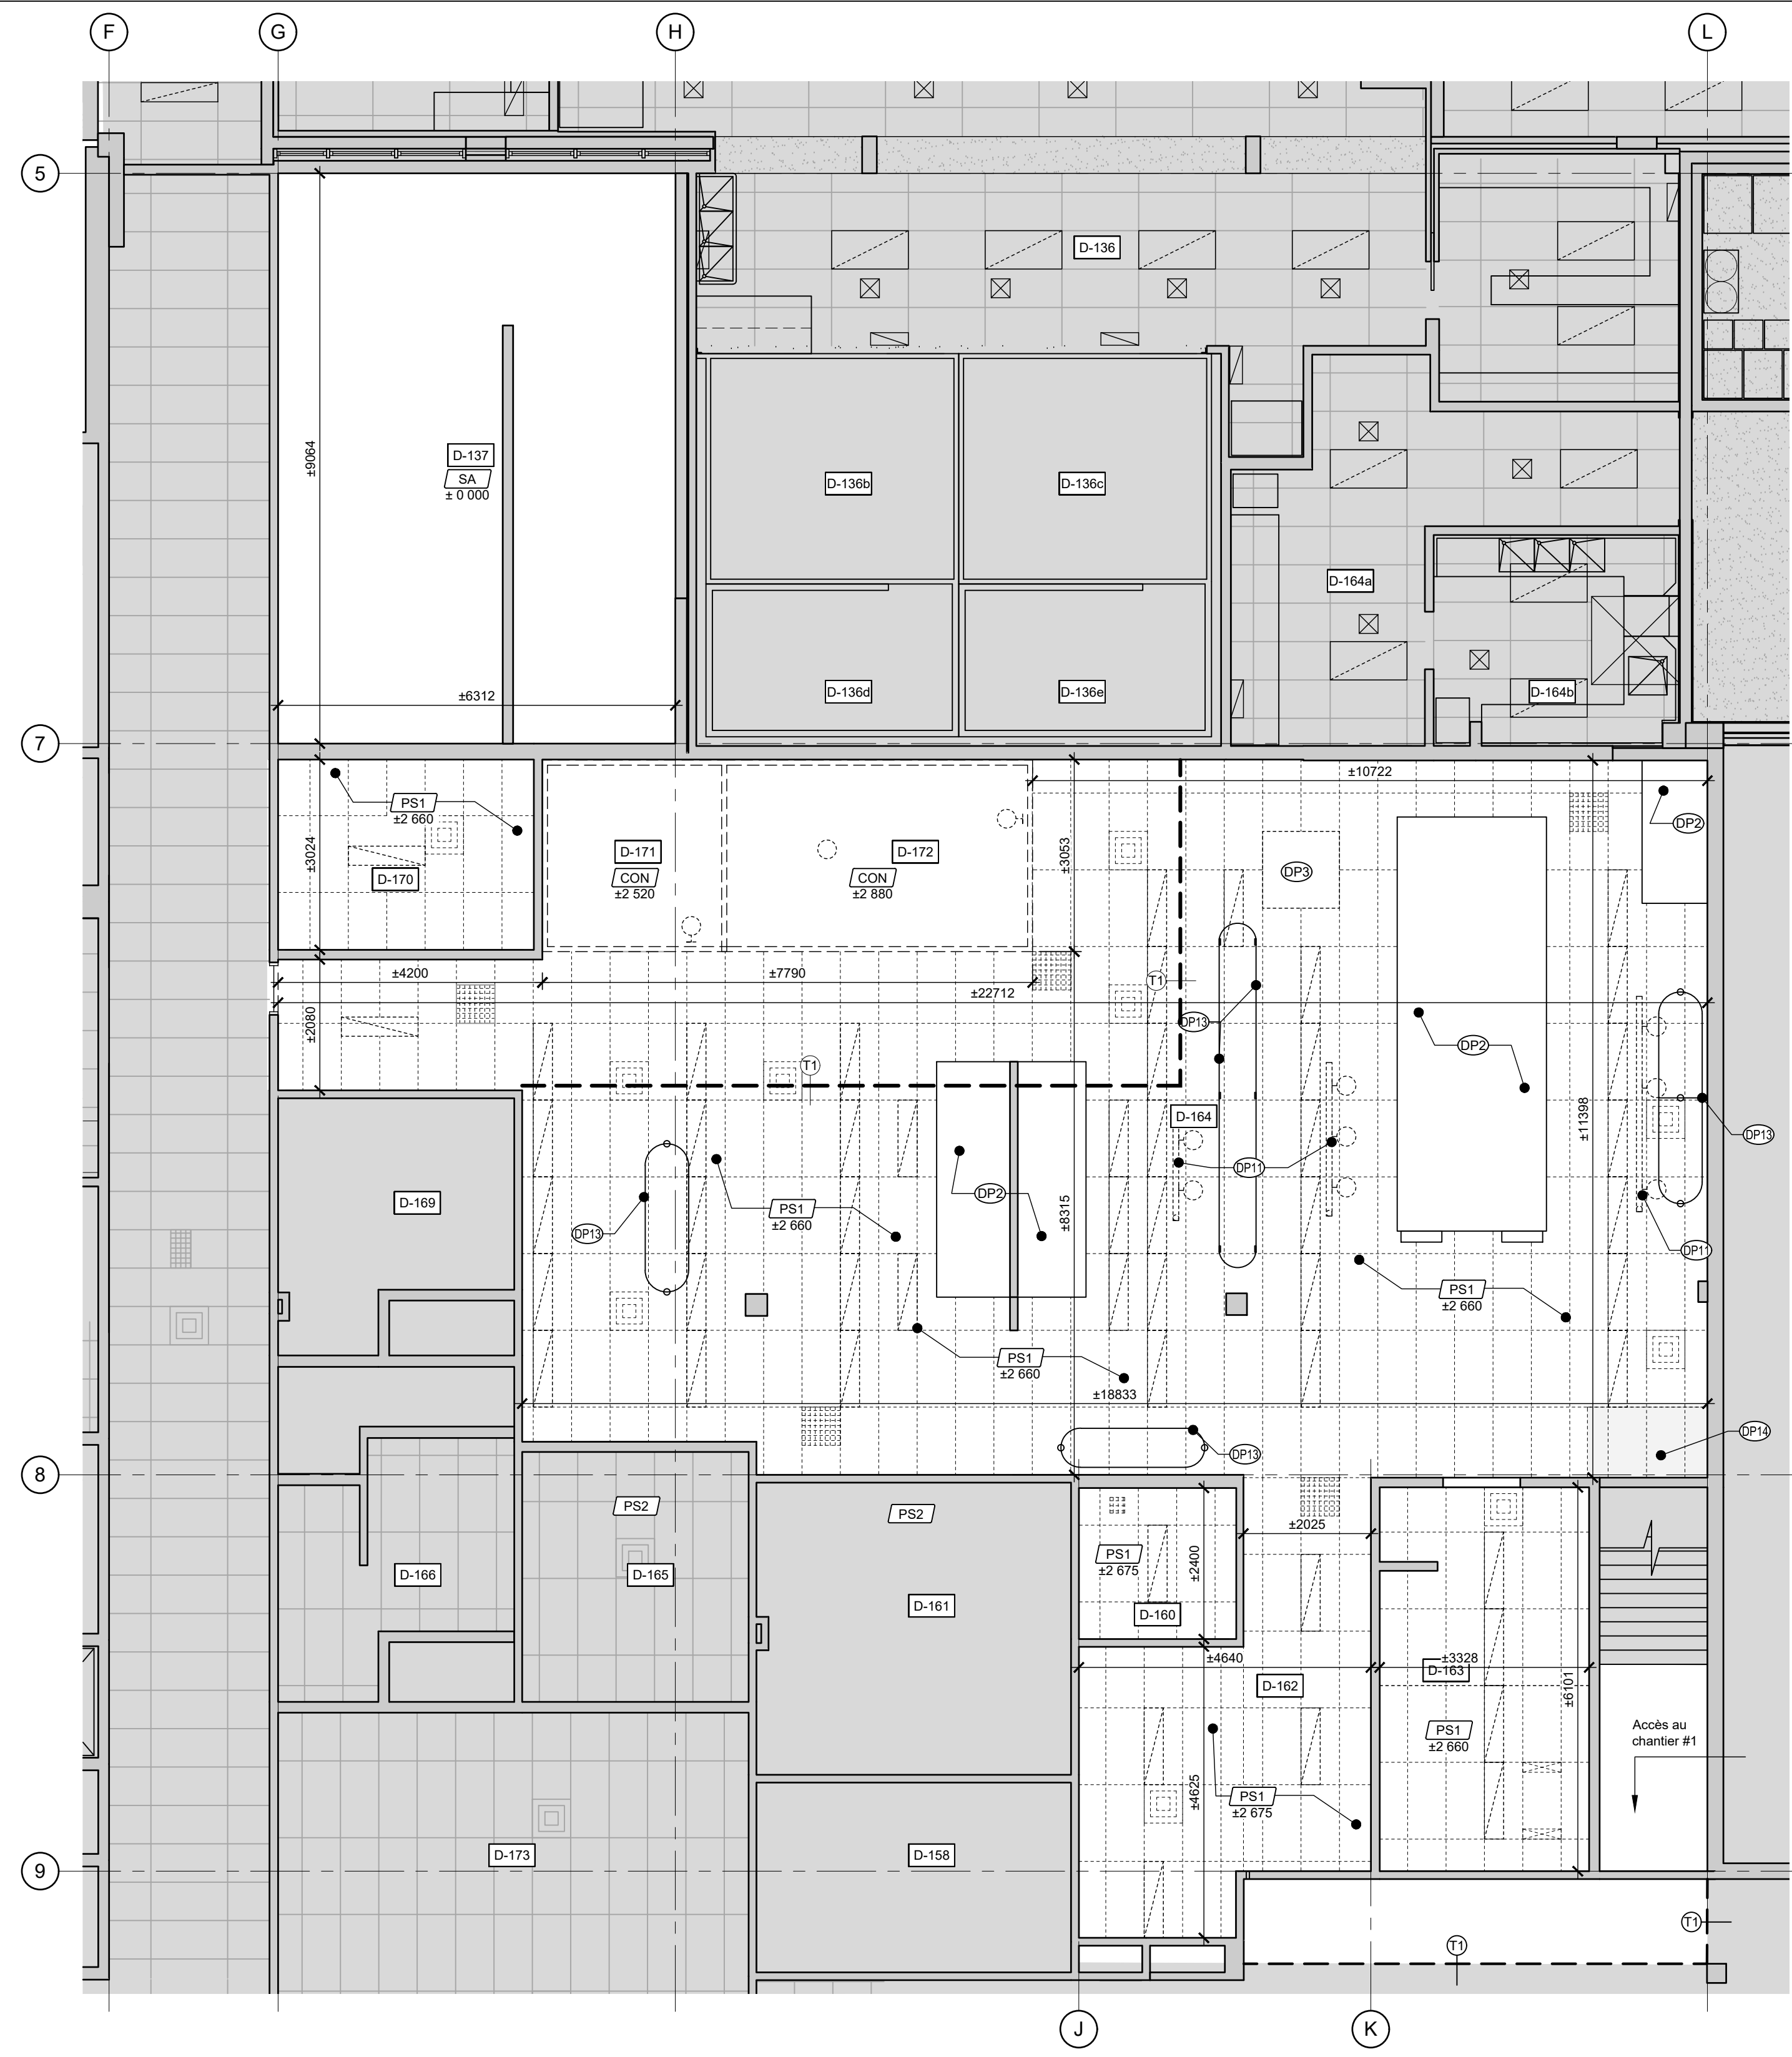 F
G
H
L
5
D-136
±9064
D-137
SA
± 0 000
D-136b
D-136c
D-164a
±6312
D-136d
D-136e
D-164b
7
±10722
PS1
±2 660
±3024
D-170
D-171
CON
±2 520
D-172
CON
±2 880
±3053
DP3
DP2
±4200
±7790
T1
±22712
±2080
DP13
T1
DP2
D-164
±11398
DP13
DP11
D-169
DP2
PS1
±2 660
±8315
DP13
DP11
PS1
±2 660
PS1
±2 660
±18833
DP14
DP13
8
PS2
PS2
±2025
PS1
±2 675
±2400
D-166
D-165
D-161
D-160
±4640
±3328
D-163
D-162
±6101
PS1
±2 660
Accès au
chantier #1
±4625
PS1
±2 675
D-173
D-158
9
T1
T1
J
K